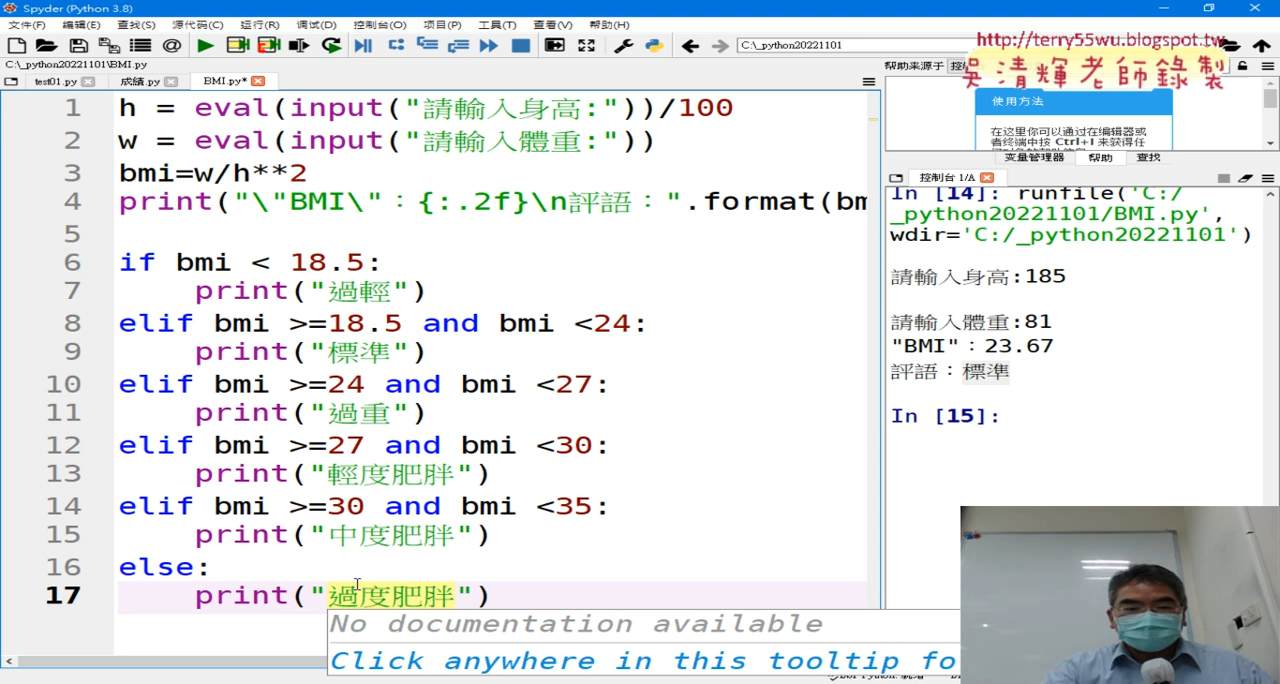 Spyder (Python 3.8)
文件(F) 编辑(E) 查找(S) 源代码(C) 运行(R) 调试(D) 控制台(O) 项目(P) 工具(T) 查看(V) 帮助(H)
C:\_python20221101
http://terry55wu.blogspot.tw
吳清輝老師錄製
C:\_python20221101\BMI.py
test01.py 成績.py BMI.py*
帮助来源于
使用方法
在这里你可以通过在编辑器或
者终端中按 Ctrl+I 来获得任
变量管理器 帮助 查找
控制台 1/A
1 h = eval(input("請輸入身高:"))/100
2 w = eval(input("請輸入體重:"))
3 bmi=w/h**2
4 print("\"BMI\"：{:.2f}\n評語：".format(bm
5
6 if bmi < 18.5:
7 print("過輕")
8 elif bmi >=18.5 and bmi <24:
9 print("標準")
10 elif bmi >=24 and bmi <27:
11 print("過重")
12 elif bmi >=27 and bmi <30:
13 print("輕度肥胖")
14 elif bmi >=30 and bmi <35:
15 print("中度肥胖")
16 else:
17 print("過度肥胖")
No documentation available
Click anywhere in this tooltip fo
In [14]: runfile('C:/
_python20221101/BMI.py',
wdir='C:/_python20221101')
請輸入身高:185
請輸入體重:81
"BMI"：23.67
評語：標準
In [15]: